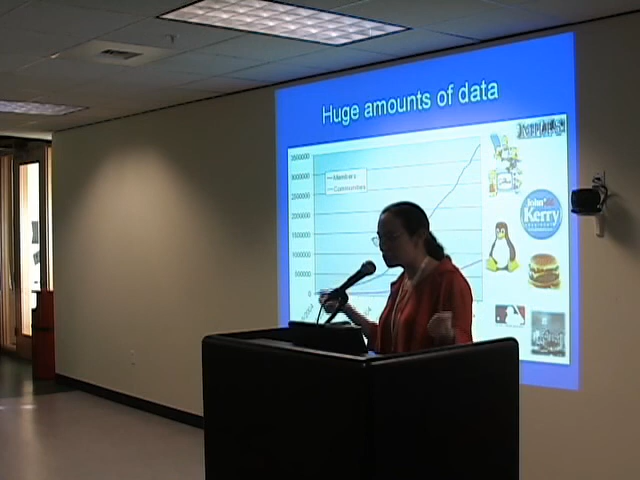 Huge amounts of data
3500000
3000000
2500000
2000000
1500000
1000000
500000
0
Members
Communities
John
Kerry